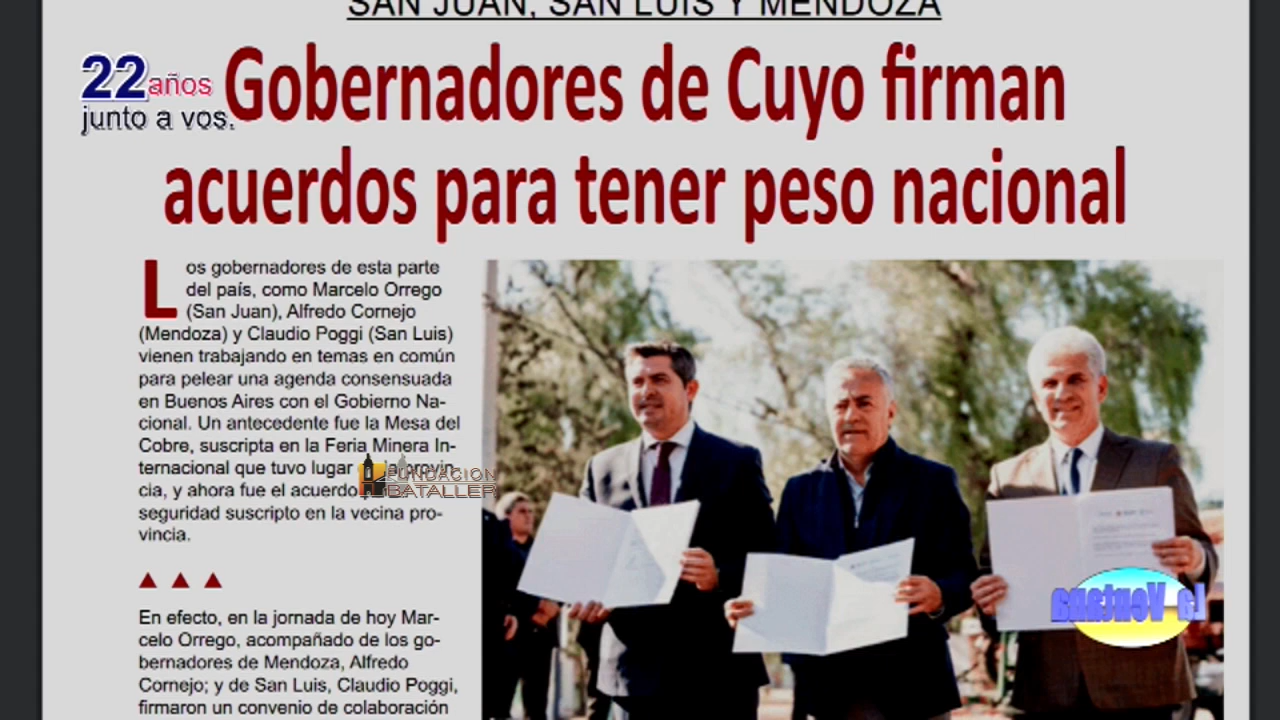 SAN JUAN, SAN LUIS Y MENDOZA
22 años
junto a vos.
Gobernadores de Cuyo firman
acuerdos para tener peso nacional
Los gobernadores de esta parte
del país, como Marcelo Orrego
(San Juan), Alfredo Cornejo
(Mendoza) y Claudio Poggi (San Luis)
vienen trabajando en temas en común
para pelear una agenda consensuada
en Buenos Aires con el Gobierno Na-
cional. Un antecedente fue la Mesa del
Cobre, suscripta en la Feria Minera In-
ternacional que tuvo lugar
cia, y ahora fue el acuerdo
seguridad suscripto en la vecina pro-
vincia.
En efecto, en la jornada de hoy Mar-
celo Orrego, acompañado de los go-
bernadores de Mendoza, Alfredo
Cornejo; y de San Luis, Claudio Poggi,
firmaron un convenio de colaboración
FUNDACION
BATALLER
la Ventana